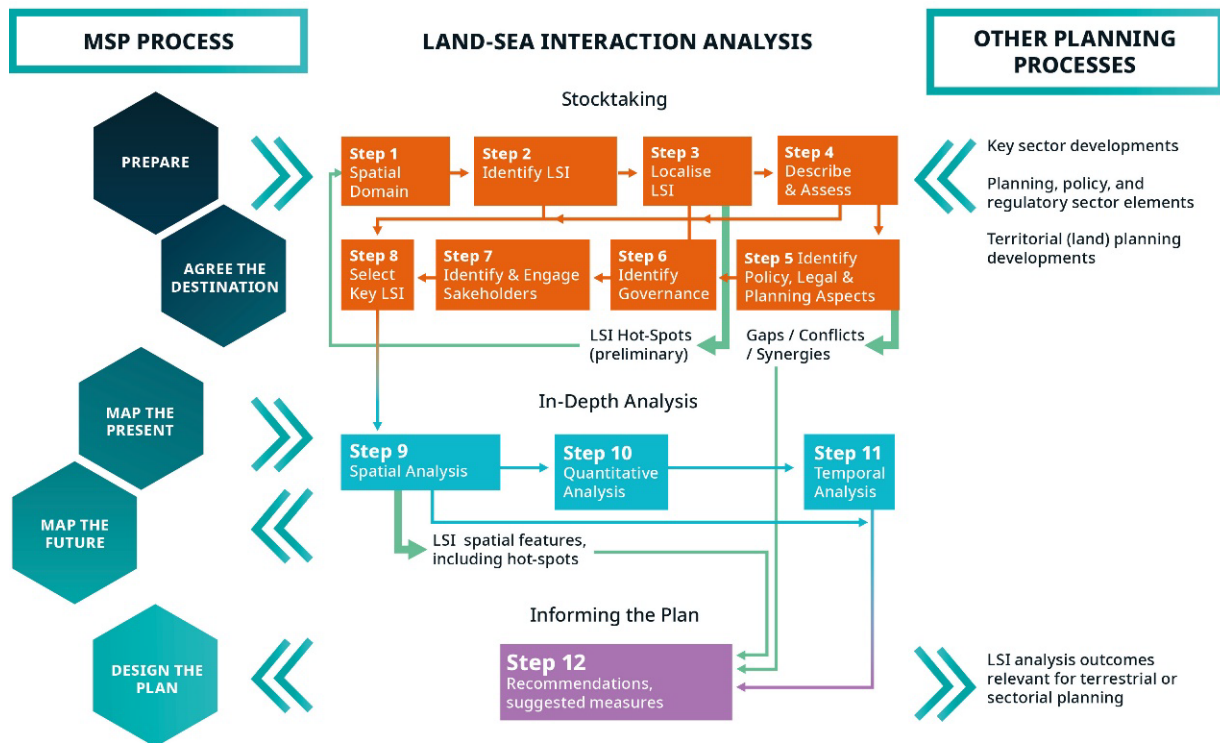 MSP PROCESS
LAND-SEA INTERACTION ANALYSIS
OTHER PLANNING
PROCESSES
Stocktaking
PREPARE
AGREE THE
DESTINATION
MAP THE
PRESENT
MAP THE
FUTURE
DESIGN THE
PLAN
Step 1
Spatial
Domain
Step 2
Identify LSI
Step 3
Localise
LSI
Step 4
Describe
& Assess
Step 8
Select
Key LSI
Step 7
Identify & Engage
Sakeholders
Step 6
Identify
Governance
Step 5 Identify
Policy, Legal &
Planning Aspects
LSI Hot-Spots
(preliminary)
Gaps / Conflicts
/ Synergies
In-Depth Analysis
Step 9
Spatial Analysis
Step 10
Quantitative
Analysis
Step 11
Temporal
Analysis
LSI spatial features,
including hot-spots
Informing the Plan
Step 12
Recommendations,
suggested measures
Key sector developments
Planning, policy, and
regulatory sector elements
Territorial (land) planning
developments
LSI analysis outcomes
relevant for terrestrial or
sectorial planning